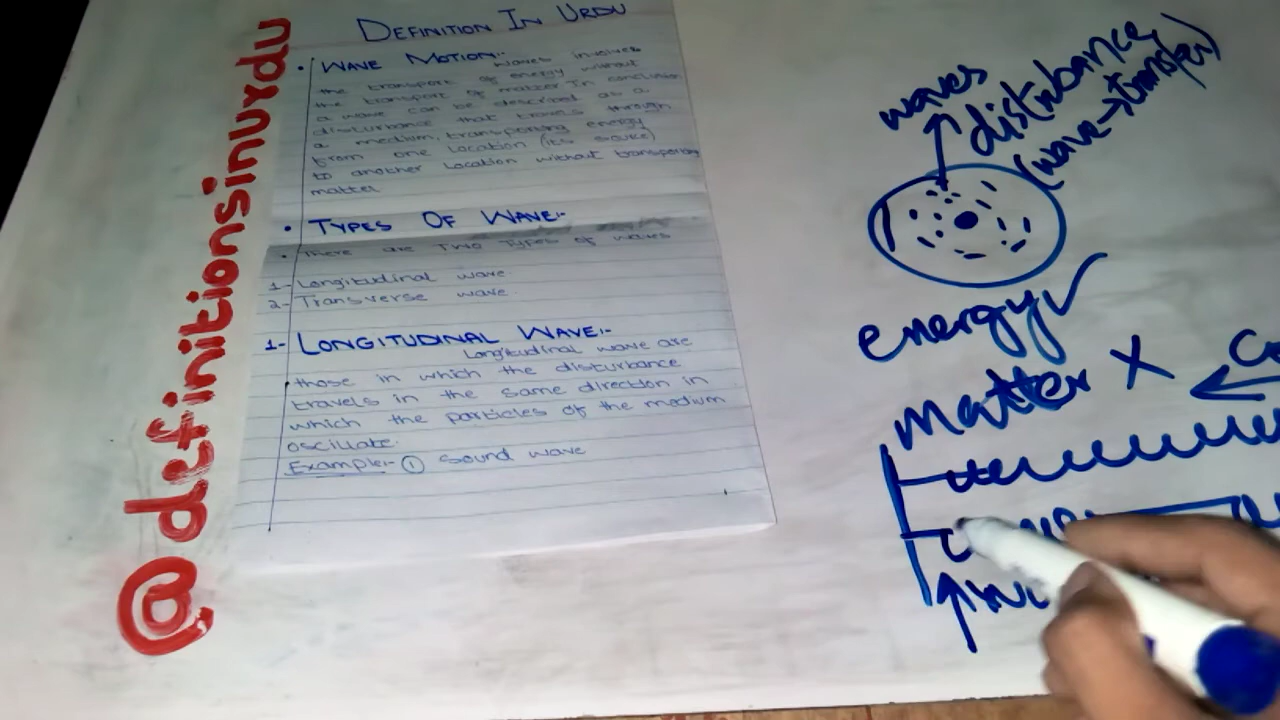 @definitionsinurdu
DEFINITION IN URDU
• WAVE MOTION:-
Waves involves
the transport of energy without
the transport of matter. In conclusion
a wave can be described as a
disturbance that travels through
a medium, transporting energy
from one location (its source)
to another location without transporting
matter
• TYPES OF WAVE:-
• There are Two Types of waves
1- Longitudinal wave
2- Transverse wave
1- LONGITUDINAL WAVE:-
Longitudinal wave are
those in which the disturbance
travels in the same direction in
which the particles of the medium
oscillate.
Example:- ① Sound wave
waves
disturbance
(wave→transfer)
energy ✓
Matter X